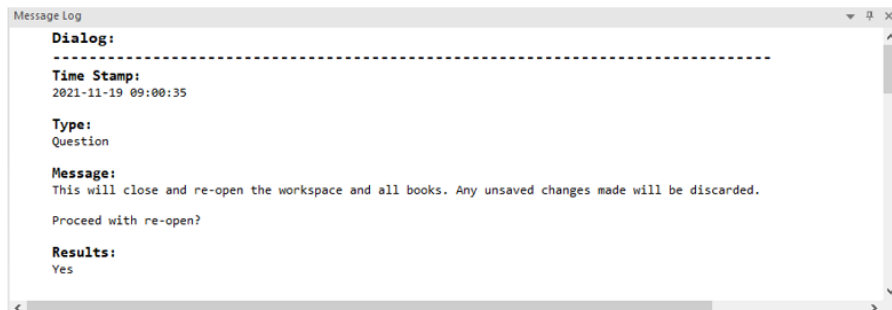 Message Log
Dialog:
--------------------------------------------------------------------------------
Time Stamp:
2021-11-19 09:00:35
Type:
Question
Message:
This will close and re-open the workspace and all books. Any unsaved changes made will be discarded.
Proceed with re-open?
Results:
Yes